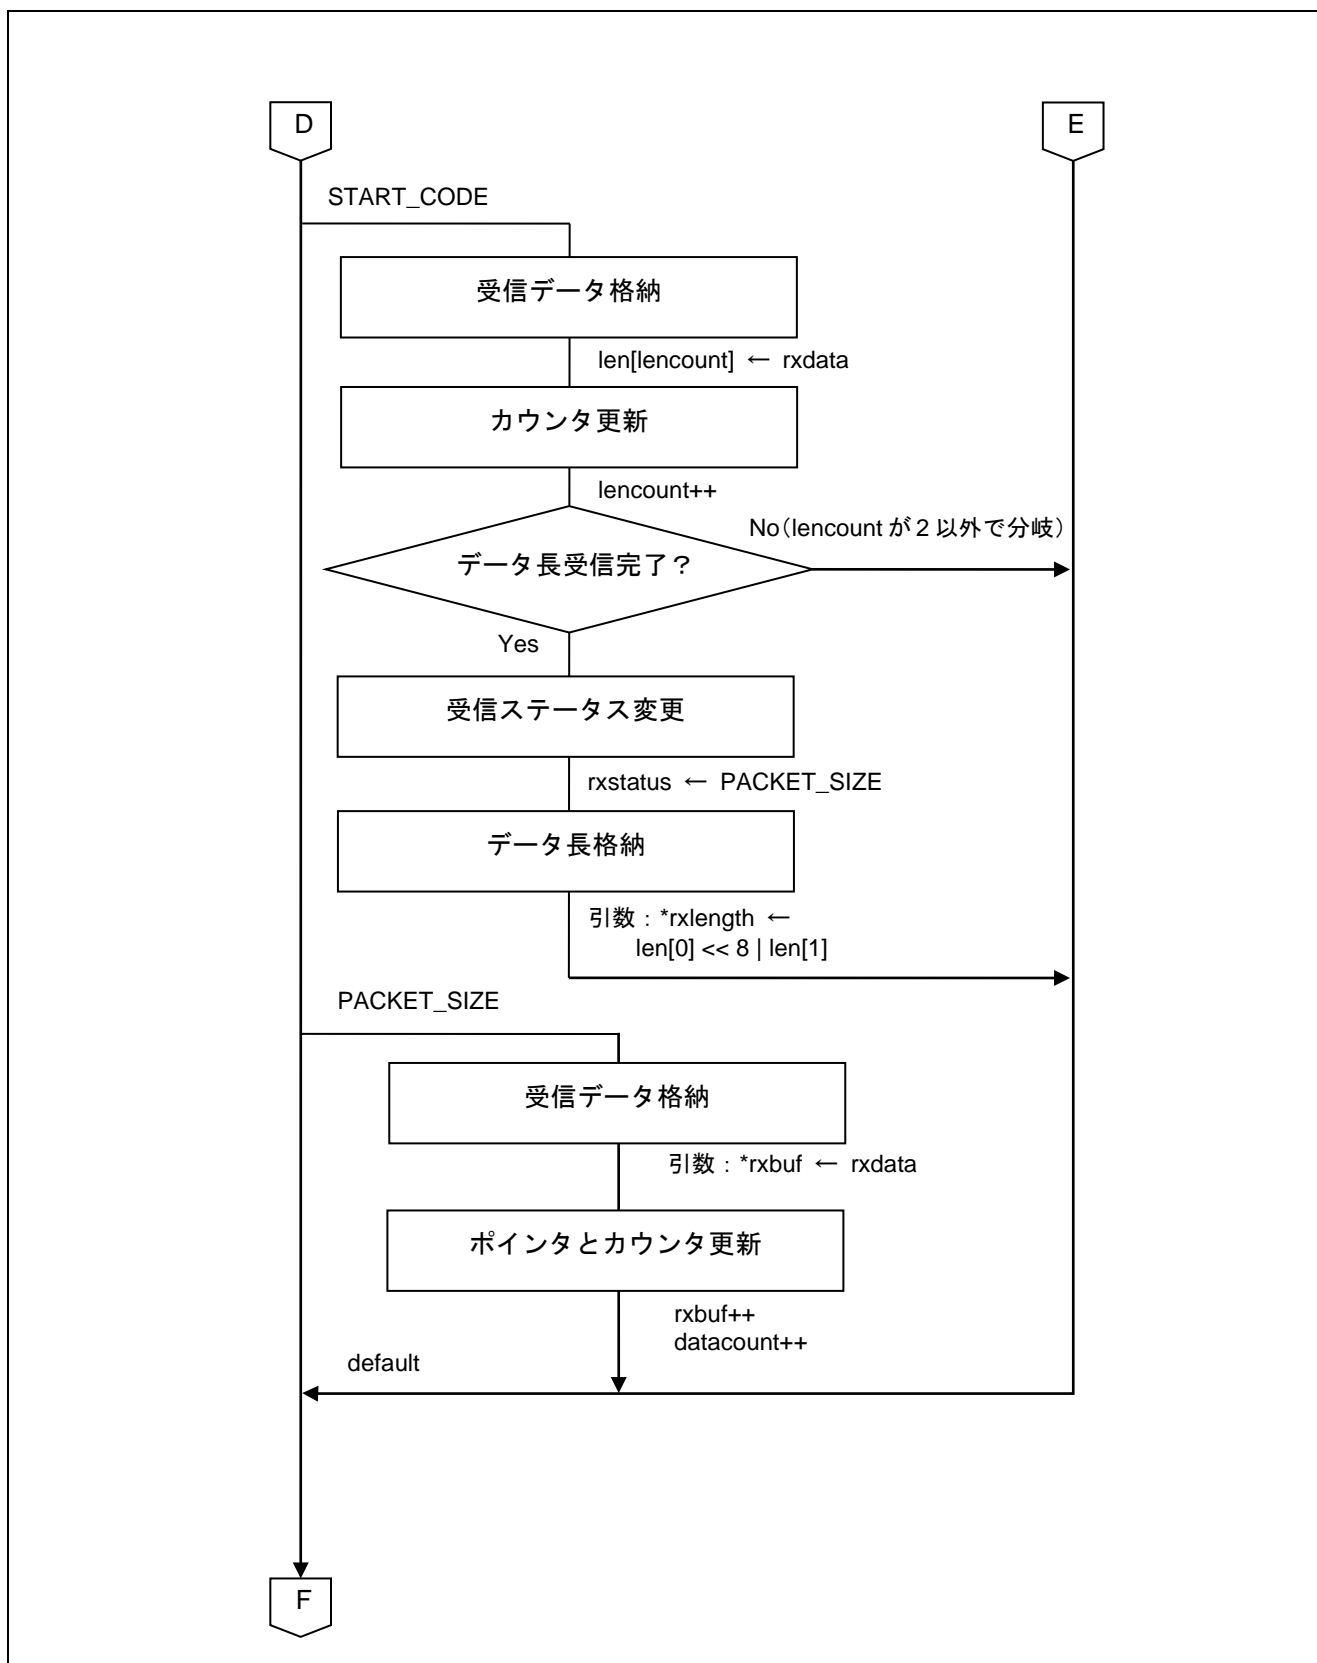 D
E
START_CODE
受信データ格納
len[lencount] ← rxdata
カウンタ更新
lencount++
No(lencount が 2 以外で分岐)
データ長受信完了？
Yes
受信ステータス変更
rxstatus ← PACKET_SIZE
データ長格納
引数：*rxlength ←
len[0] << 8 | len[1]
PACKET_SIZE
受信データ格納
引数：*rxbuf ← rxdata
ポインタとカウンタ更新
rxbuf++
datacount++
default
F